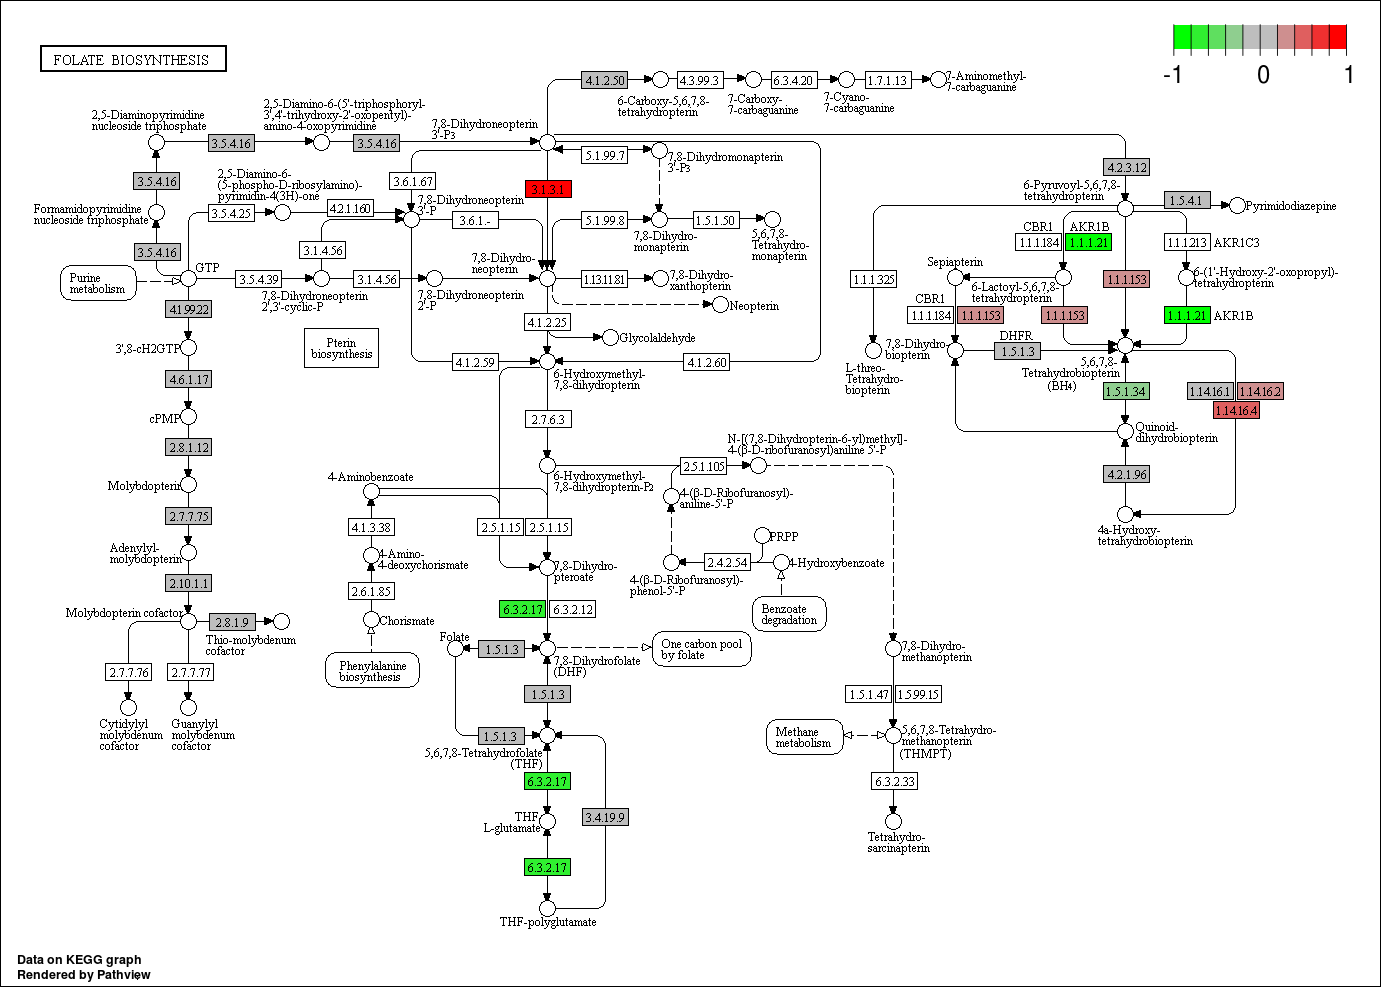 FOLATE BIOSYNTHESIS
-1
0
1
4.1.2.50
4.3.99.3
6.3.4.20
1.7.1.13
7-Aminomethyl-
7-carbaguanine
6-Carboxy-5,6,7,8-
tetrahydropterin
7-Carboxy-
7-carbaguanine
7-Cyano-
7-carbaguanine
2,5-Diaminopyrimidine
nucleoside triphosphate
2,5-Diamino-6-(5'-triphosphoryl-
3',4'-trihydroxy-2'-oxopentyl)-
amino-4-oxopyrimidine
7,8-Dihydroneopterin
3'-P3
3.5.4.16
3.5.4.16
5.1.99.7
7,8-Dihydromonapterin
3'-P3
4.2.3.12
3.5.4.16
2,5-Diamino-6-
(5-phospho-D-ribosylamino)-
pyrimidin-4(3H)-one
3.6.1.67
3.1.3.1
6-Pyruvoyl-5,6,7,8-
tetrahydropterin
1.5.4.1
Pyrimidodiazepine
Formamidopyrimidine
nucleoside triphosphate
3.5.4.25
4.2.1.160
7,8-Dihydroneopterin
3'-P
3.6.1.-
5.1.99.8
1.5.1.50
7,8-Dihydro-
monapterin
5,6,7,8-
Tetrahydro-
monapterin
CBR1
1.1.1.184
AKR1B
1.1.1.21
1.1.1.213
AKR1C3
3.5.4.16
3.1.4.56
GTP
Purine
metabolism
3.5.4.39
3.1.4.56
7,8-Dihydro-
neopterin
1.13.11.81
7,8-Dihydro-
xanthopterin
Sepiapterin
1.1.1.325
1.1.1.153
6-(1'-Hydroxy-2'-oxopropyl)-
tetrahydropterin
6-Lactoyl-5,6,7,8-
tetrahydropterin
7,8-Dihydroneopterin
2',3'-cyclic-P
7,8-Dihydroneopterin
2'-P
Neopterin
4.1.99.22
CBR1
1.1.1.184
1.1.1.153
1.1.1.153
1.1.1.21
AKR1B
4.1.2.25
Glycolaldehyde
Pterin
biosynthesis
3',8-cH2GTP
4.1.2.59
4.1.2.60
7,8-Dihydro-
biopterin
DHFR
1.5.1.3
5,6,7,8-
Tetrahydrobiopterin
(BH4)
L-threo-
Tetrahydro-
biopterin
4.6.1.17
6-Hydroxymethyl-
7,8-dihydropterin
1.5.1.34
1.14.16.1
1.14.16.2
1.14.16.4
cPMP
2.7.6.3
Quinoid-
dihydrobiopterin
2.8.1.12
N-[(7,8-Dihydropterin-6-yl)methyl]-
4-(β-D-ribofuranosyl)aniline 5'-P
2.5.1.105
4.2.1.96
Molybdopterin
4-Aminobenzoate
6-Hydroxymethyl-
7,8-dihydropterin-P2
4-(β-D-Ribofuranosyl)-
aniline-5'-P
2.7.7.75
4.1.3.38
2.5.1.15
2.5.1.15
4a-Hydroxy-
tetrahydrobiopterin
PRPP
Adenylyl-
molybdopterin
4-Amino-
4-deoxychorismate
7,8-Dihydro-
pteroate
2.4.2.54
4-Hydroxybenzoate
4-(β-D-Ribofuranosyl)-
phenol-5'-P
2.10.1.1
2.6.1.85
6.3.2.17
6.3.2.12
Benzoate
degradation
Molybdopterin cofactor
2.8.1.9
Thio-molybdenum
cofactor
Chorismate
Folate
1.5.1.3
7,8-Dihydrofolate
(DHF)
One carbon pool
by folate
7,8-Dihydro-
methanopterin
2.7.7.76
2.7.7.77
Phenylalanine
biosynthesis
1.5.1.3
1.5.1.47
1.5.99.15
Cytidylyl
molybdenum
cofactor
Guanylyl
molybdenum
cofactor
1.5.1.3
5,6,7,8-Tetrahydrofolate
(THF)
Methane
metabolism
5,6,7,8-Tetrahydro-
methanopterin
(THMPT)
6.3.2.17
6.3.2.33
THF
L-glutamate
3.4.19.9
Tetrahydro-
sarcinapterin
6.3.2.17
THF-polyglutamate
Data on KEGG graph
Rendered by Pathview